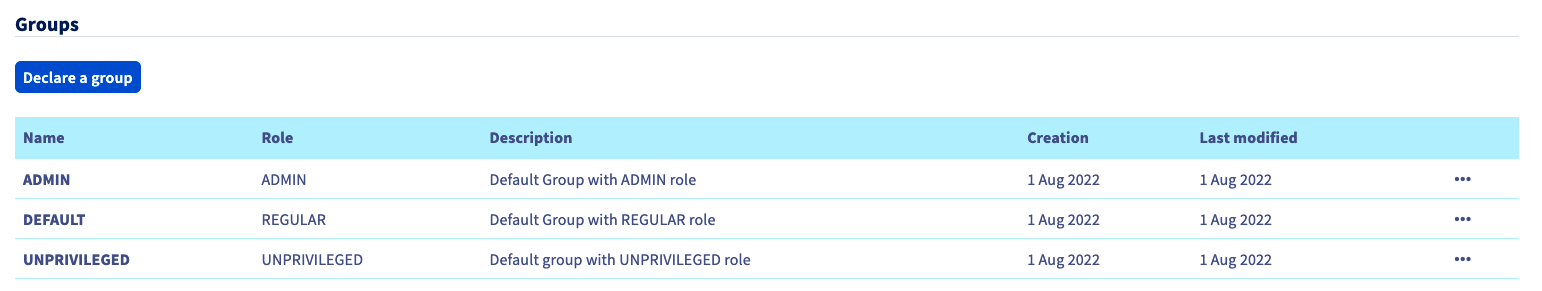 Groups
Declare a group
Name Role Description Creation Last modified
ADMIN ADMIN Default Group with ADMIN role 1 Aug 2022 1 Aug 2022
DEFAULT REGULAR Default Group with REGULAR role 1 Aug 2022 1 Aug 2022
UNPRIVILEGED UNPRIVILEGED Default group with UNPRIVILEGED role 1 Aug 2022 1 Aug 2022